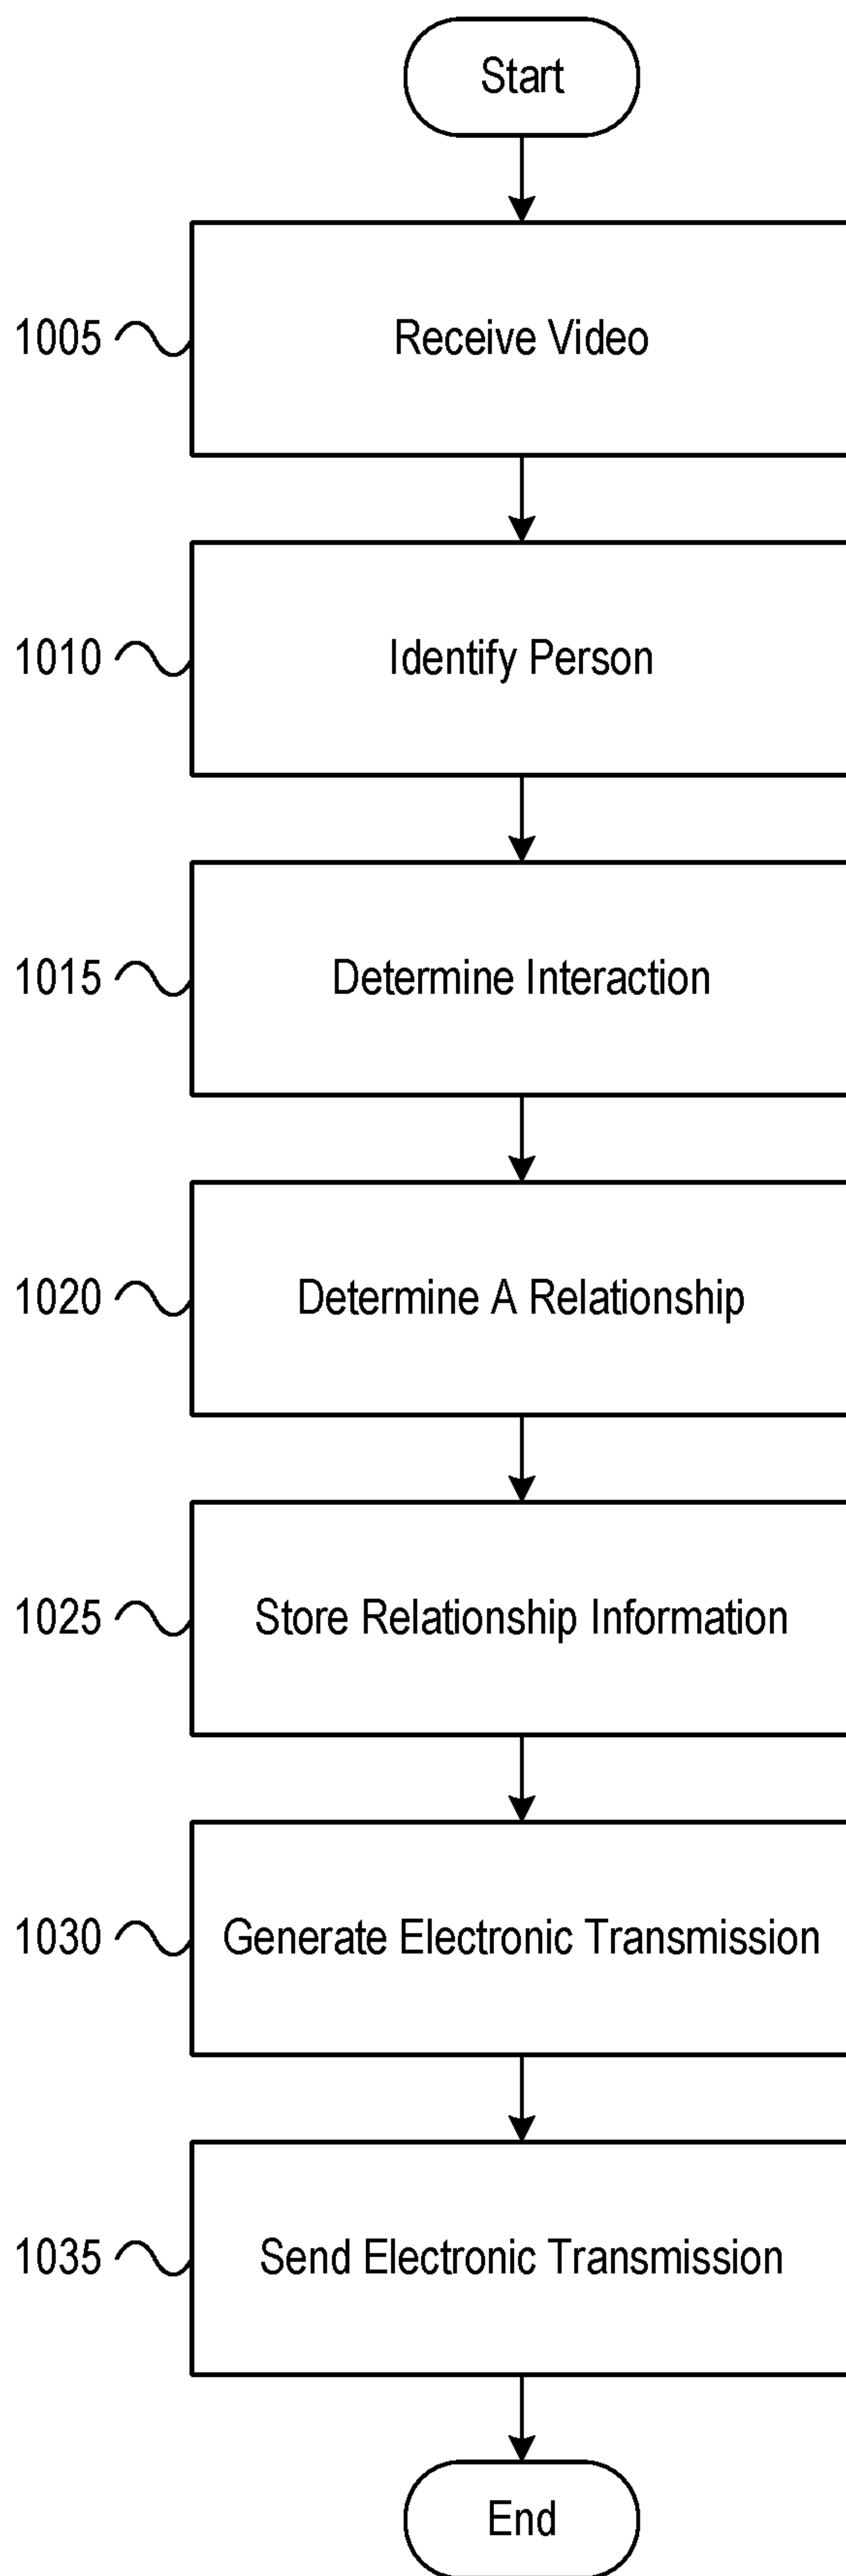 Start
1005 Receive Video
1010 Identify Person
1015 Determine Interaction
1020 Determine A Relationship
1025 Store Relationship Information
1030 Generate Electronic Transmission
1035 Send Electronic Transmission
End